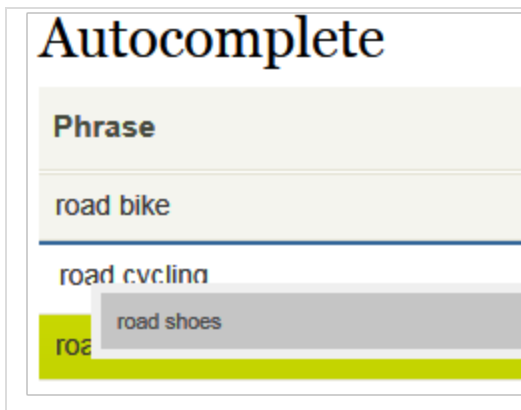 Autocomplete
Phrase
road bike
road cycling
road shoes